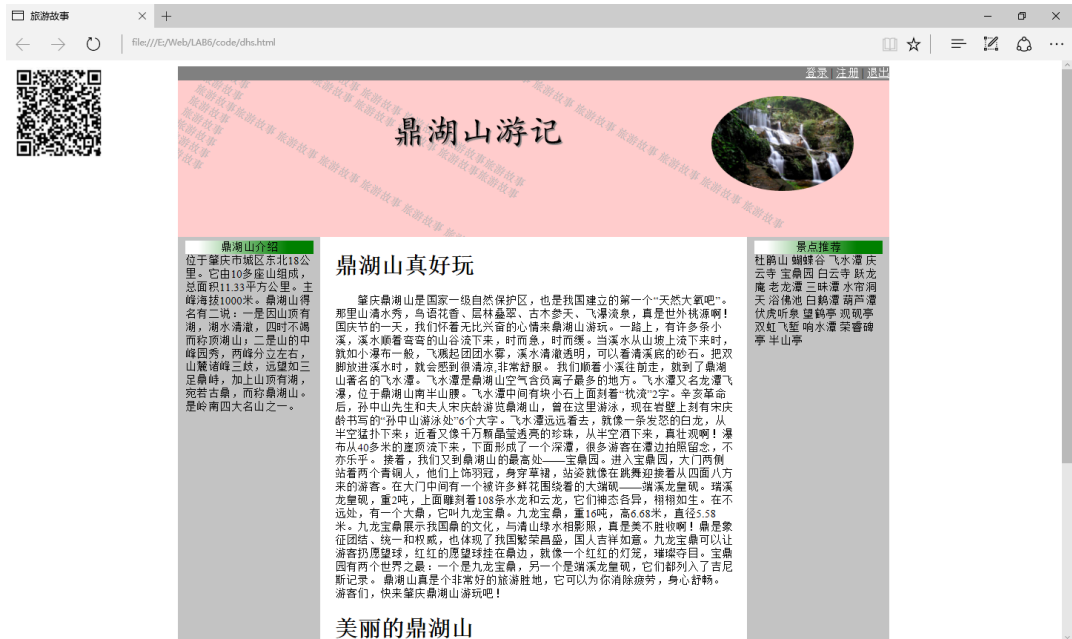 旅游故事
file:///E:/Web/LAB6/code/dhs.html
登录 | 注册 | 退出
鼎湖山游记
旅游故事 旅游故事 旅游故事 旅游故事 旅游故事 旅游故事
鼎湖山介绍
位于肇庆市城区东北18公
里。它由10多座山组成，
总面积11.33平方公里。主
峰海拔1000米。鼎湖山得
名有二说：一是因山顶有
湖，湖水清澈，四时不竭
而称顶湖山；二是山的中
峰园秀，两峰分立左右，
山麓诸峰三歧，远望如三
足鼎峙，加上山顶有湖，
宛若古鼎，而称鼎湖山。
是岭南四大名山之一。
鼎湖山真好玩
肇庆鼎湖山是国家一级自然保护区，也是我国建立的第一个“天然大氧吧”。
那里山清水秀，鸟语花香、层林叠翠、古木参天、飞瀑流泉，真是世外桃源啊！
国庆节的一天，我们怀着无比兴奋的心情来鼎湖山游玩。一路上，有许多条小
溪，溪水顺着弯弯的山谷流下来，时而急，时而缓。当溪水从山坡上流下来时，
就如小瀑布一般，飞溅起团团水雾，溪水清澈透明，可以看清溪底的砂石。把双
脚放进溪水时，就会感到很清凉,非常舒服。 我们顺着小溪往前走，就到了鼎湖
山著名的飞水潭。飞水潭是鼎湖山空气含负离子最多的地方。飞水潭又名龙潭飞
瀑，位于鼎湖山南半山腰。飞水潭中间有块小石上面刻着“枕流”2字。辛亥革命
后，孙中山先生和夫人宋庆龄游览鼎湖山，曾在这里游泳，现在岩壁上刻有宋庆
龄书写的“孙中山游泳处”6个大字。飞水潭远远看去，就像一条发怒的白龙，从
半空猛扑下来；近看又像千万颗晶莹透亮的珍珠，从半空洒下来，真壮观啊！瀑
布从40多米的崖顶流下来，下面形成了一个深潭，很多游客在潭边拍照留念，不
亦乐乎。 接着，我们又到鼎湖山的最高处——宝鼎园。进入宝鼎园，大门两侧
站着两个青铜人，他们上饰羽冠，身穿草裙，站姿就像在跳舞迎接着从四面八方
来的游客。在大门中间有一个被许多鲜花围绕着的大端砚——端溪龙皇砚。瑞溪
龙皇砚，重2吨，上面雕刻着108条水龙和云龙，它们神态各异，栩栩如生。在不
远处，有一个大鼎，它叫九龙宝鼎。九龙宝鼎，重16吨，高6.68米，直径5.58
米。九龙宝鼎展示我国鼎的文化，与清山绿水相影照，真是美不胜收啊！鼎是象
征团结、统一和权威，也体现了我国繁荣昌盛，国人吉祥如意。九龙宝鼎可以让
游客扔愿望球，红红的愿望球挂在鼎边，就像一个红红的灯笼，璀璨夺目。宝鼎
园有两个世界之最：一个是九龙宝鼎，另一个是端溪龙皇砚，它们都列入了吉尼
斯记录。 鼎湖山真是个非常好的旅游胜地，它可以为你消除疲劳，身心舒畅。
游客们，快来肇庆鼎湖山游玩吧！
美丽的鼎湖山
景点推荐
杜鹃山 蝴蝶谷 飞水潭 庆
云寺 宝鼎园 白云寺 跃龙
庵 老龙潭 三昧潭 水帘洞
天 浴佛池 白鹅潭 葫芦潭
伏虎听泉 望鹤亭 观砚亭
双虹飞堑 响水潭 荣睿碑
亭 半山亭